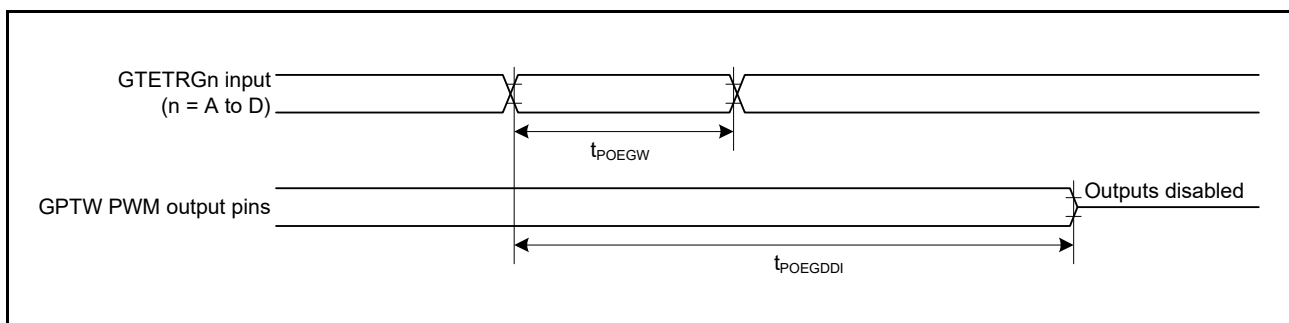 GTETRGn input
(n = A to D)
tPOEGW
GPTW PWM output pins
Outputs disabled
tPOEGDDI